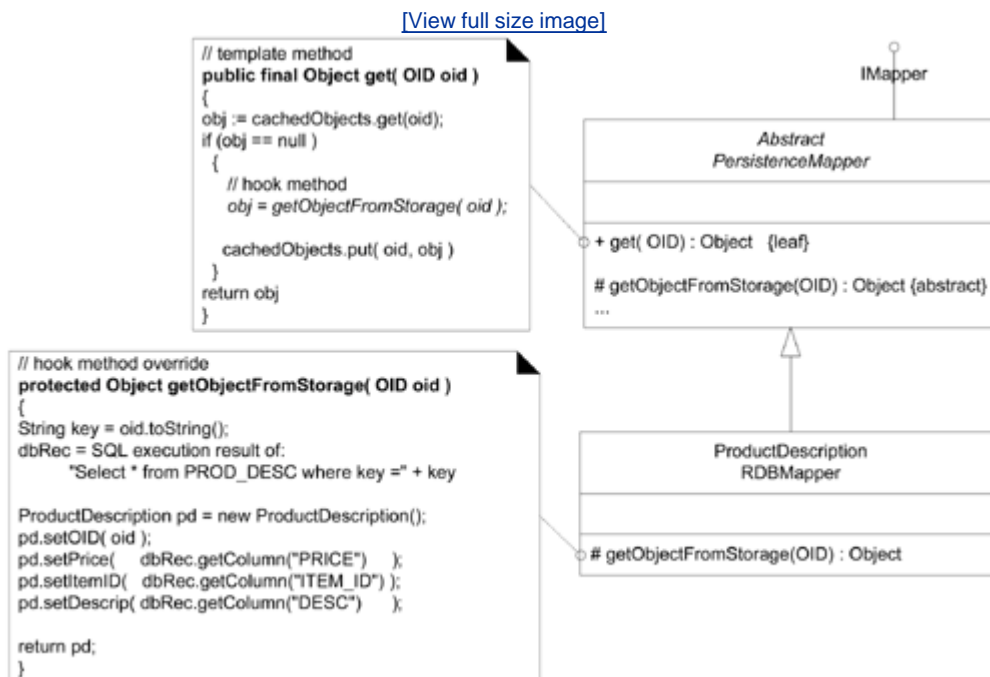 [View full size image]
// template method
public final Object get( OID oid )
{
obj := cachedObjects.get(oid);
if (obj == null )
{
// hook method
obj = getObjectFromStorage( oid );
cachedObjects.put( oid, obj )
}
return obj
}
IMapper
Abstract
PersistenceMapper
+ get( OID) : Object {leaf}
# getObjectFromStorage(OID) : Object {abstract}
...
// hook method override
protected Object getObjectFromStorage( OID oid )
{
String key = oid.toString();
dbRec = SQL execution result of:
"Select * from PROD_DESC where key =" + key
ProductDescription pd = new ProductDescription();
pd.setOID( oid );
pd.setPrice( dbRec.getColumn("PRICE") );
pd.setItemID( dbRec.getColumn("ITEM_ID") );
pd.setDescrip( dbRec.getColumn("DESC") );
return pd;
}
ProductDescription
RDBMapper
# getObjectFromStorage(OID) : Object